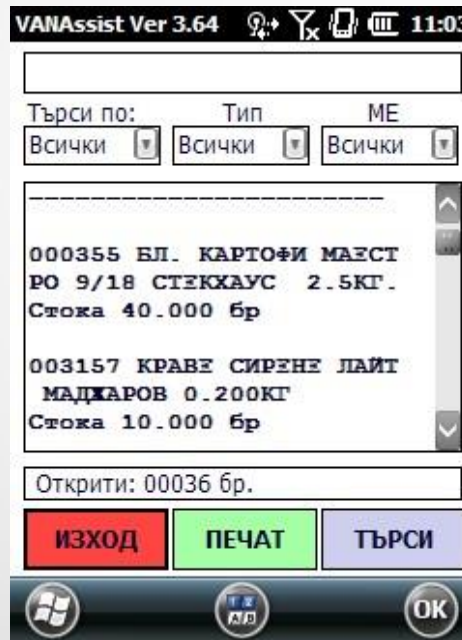 VANAssist Ver 3.64 11:03
Търси по: Тип МЕ
Всички Всички Всички
------------------------
000355 БЛ. КАРТОФИ МАЕСТ
РО 9/18 СТЕКХАУС 2.5КГ.
Стока 40.000 бр
003157 КРАВЕ СИРЕНЕ ЛАЙТ
МАДЖАРОВ 0.200КГ
Стока 10.000 бр
Открити: 00036 бр.
ИЗХОД ПЕЧАТ ТЪРСИ
1 2
A/B OK